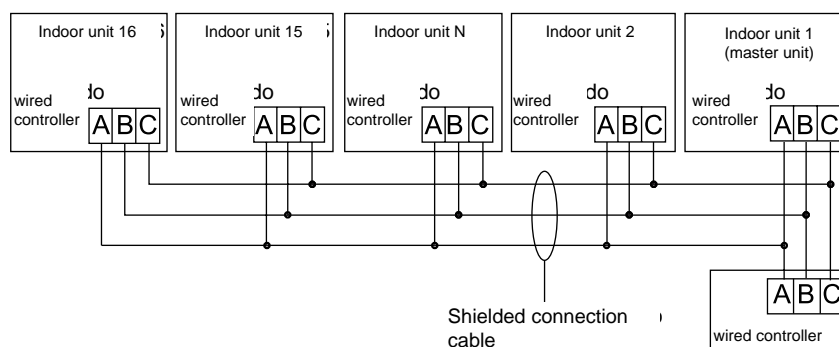 Indoor unit 16
Indoor unit 15
Indoor unit N
Indoor unit 2
Indoor unit 1
(master unit)
wired
controller
A B C
wired
controller
A B C
wired
controller
A B C
wired
controller
A B C
wired
controller
A B C
A B C
wired controller
Shielded connection
cable